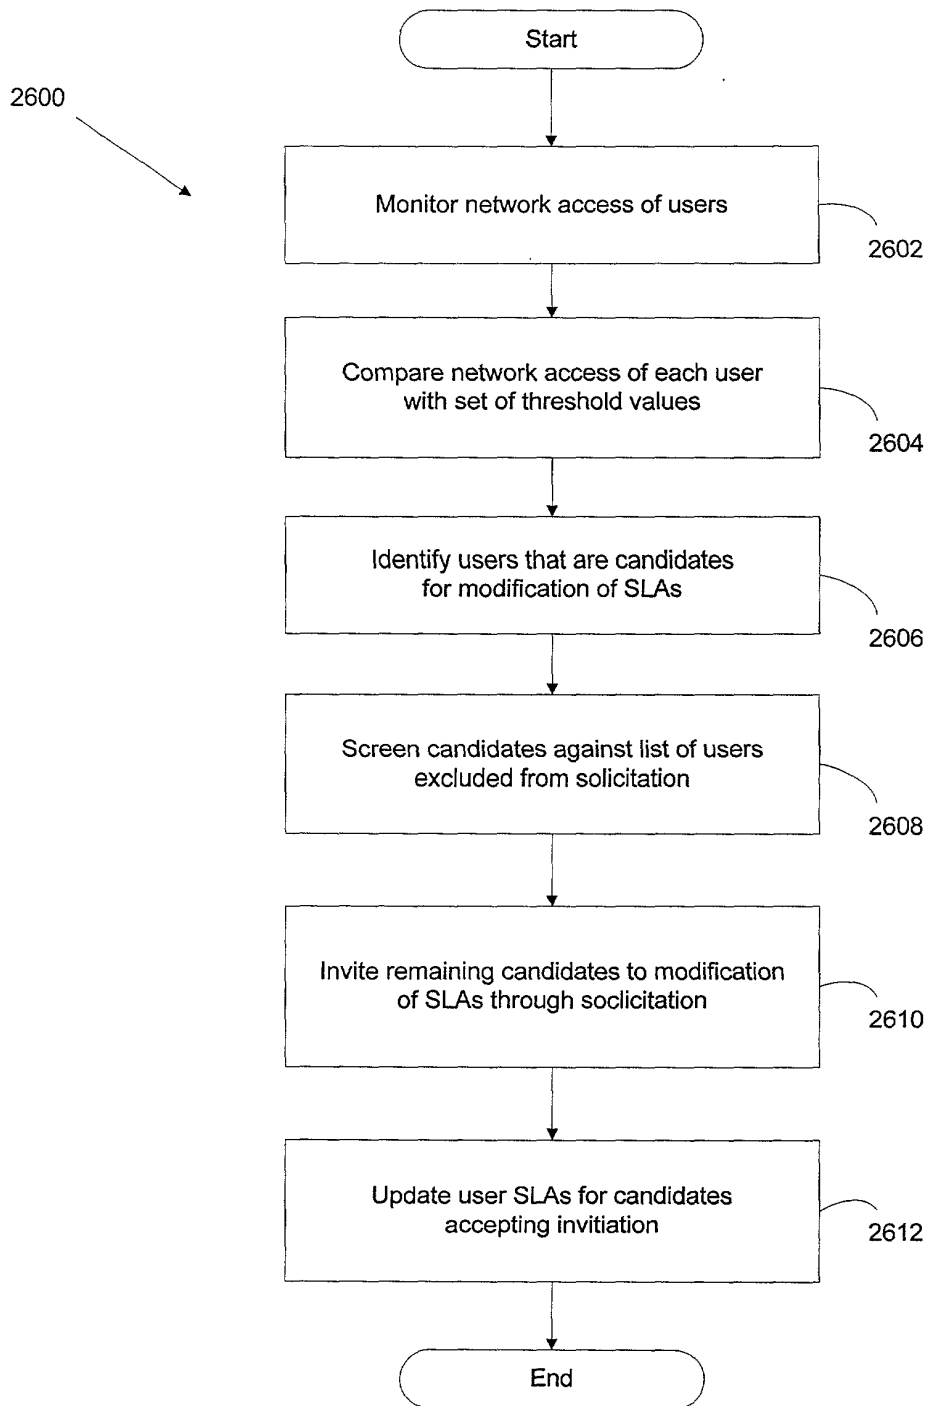 Start
2600
Monitor network access of users
2602
Compare network access of each user
with set of threshold values
2604
Identify users that are candidates
for modification of SLAs
2606
Screen candidates against list of users
excluded from solicitation
2608
Invite remaining candidates to modification
of SLAs through soclicitation
2610
Update user SLAs for candidates
accepting invitiation
2612
End